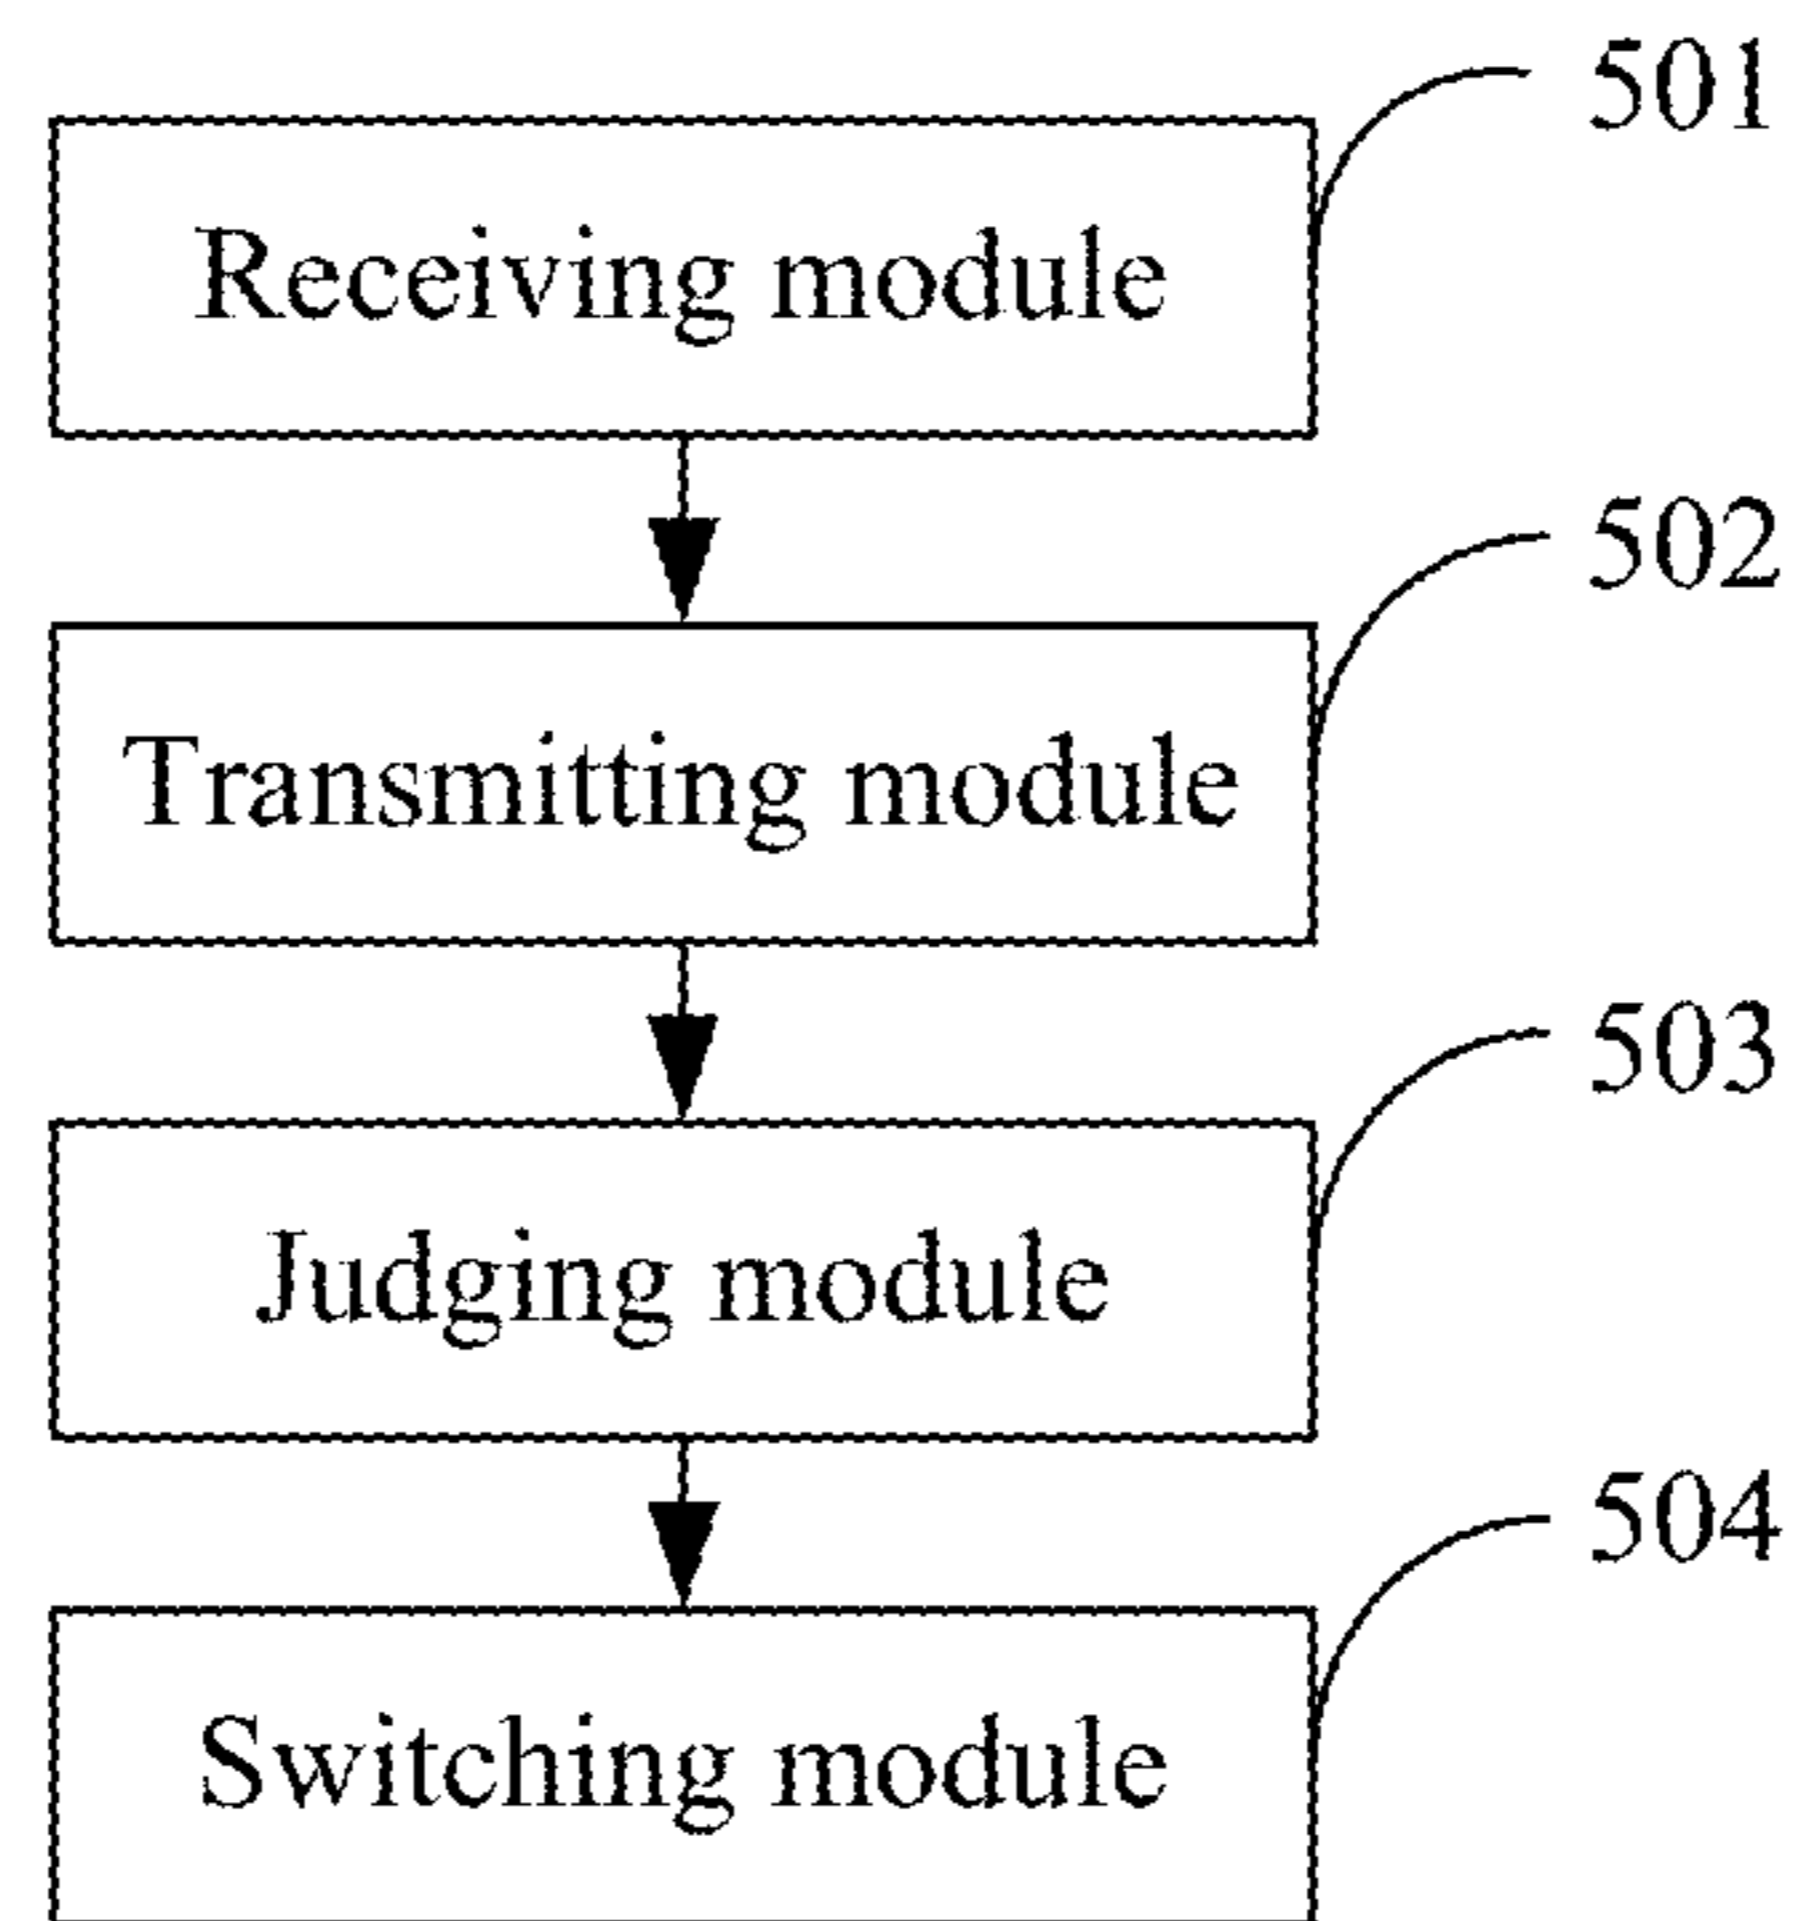 501
Receiving module
502
Transmitting module
503
Judging module
504
Switching module